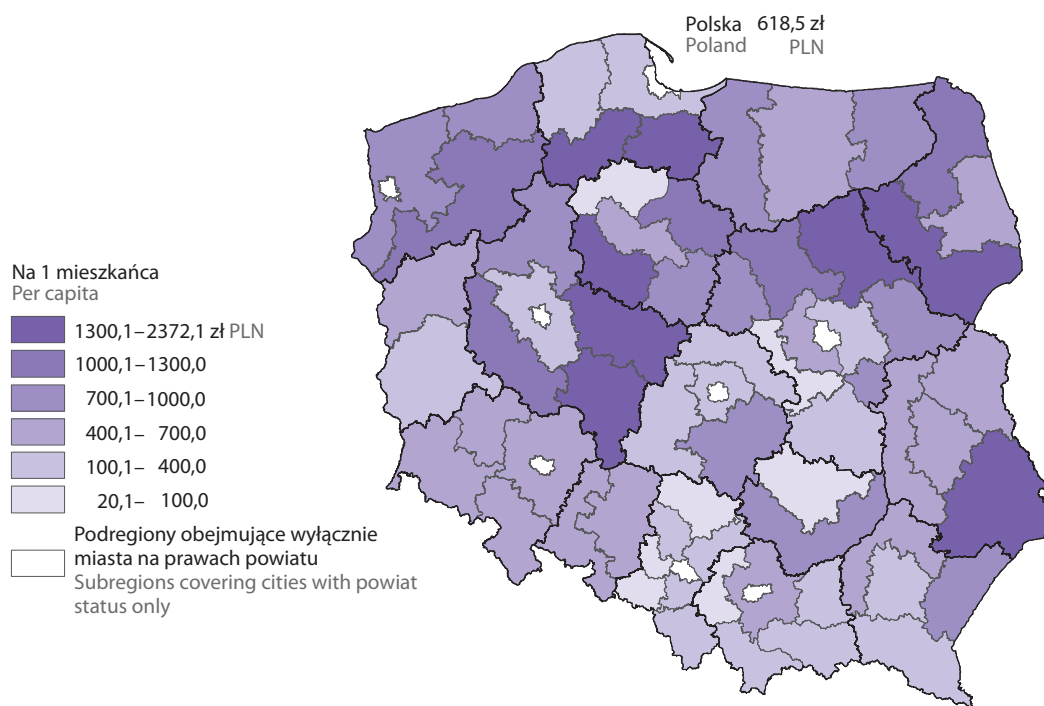 Polska 618,5 zł
Poland PLN
Na 1 mieszkańca
Per capita
1300,1–2372,1 zł PLN
1000,1–1300,0
700,1–1000,0
400,1– 700,0
100,1– 400,0
20,1– 100,0
Podregiony obejmujące wyłącznie
miasta na prawach powiatu
Subregions covering cities with powiat
status only